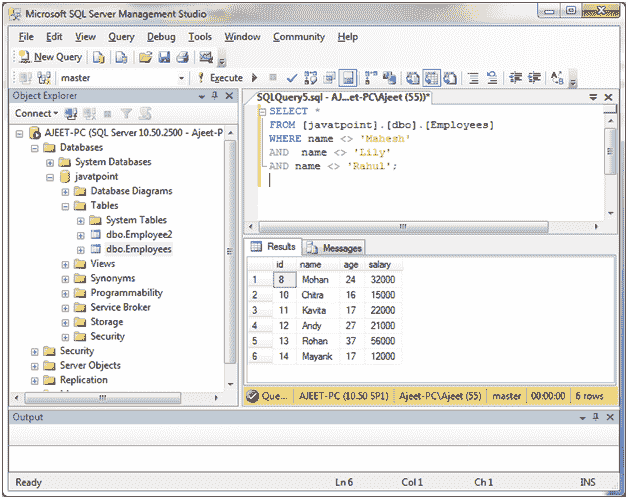 Microsoft SQL Server Management Studio
File Edit View Query Debug Tools Window Community Help
New Query
master Execute
Object Explorer
Connect
AJEET-PC (SQL Server 10.50.2500 - Ajeet-P
Databases
System Databases
javatpoint
Database Diagrams
Tables
System Tables
dbo.Employee2
dbo.Employees
Views
Synonyms
Programmability
Service Broker
Storage
Security
Security
Server Objects
Replication
SQLQuery5.sql - AJ...et-PC\Ajeet (55))*
SELECT *
FROM [javatpoint].[dbo].[Employees]
WHERE name <> 'Mahesh'
AND name <> 'Lily'
AND name <> 'Rahul';
Results Messages
id name age salary
1 8 Mohan 24 32000
2 10 Chitra 16 15000
3 11 Kavita 17 22000
4 12 Andy 27 21000
5 13 Rohan 37 56000
6 14 Mayank 17 12000
Que... AJEET-PC (10.50 SP1) Ajeet-PC\Ajeet (55) master 00:00:00 6 rows
Output
Ready Ln 6 Col 1 Ch 1 INS